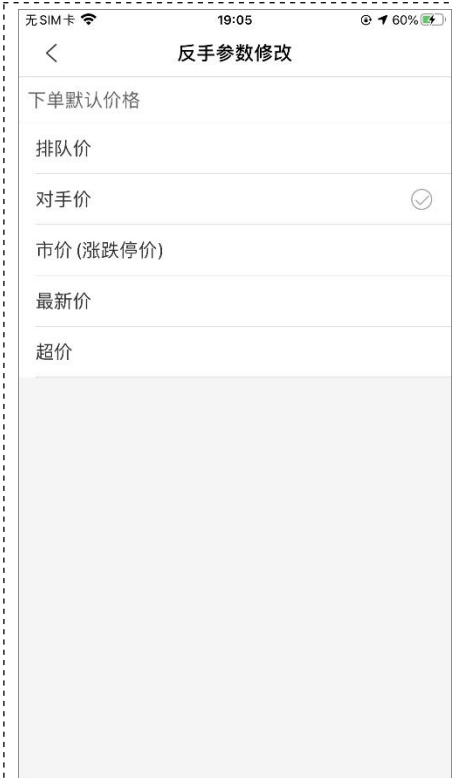 无SIM卡 19:05 60%
反手参数修改
下单默认价格
排队价
对手价
市价(涨跌停价)
最新价
超价